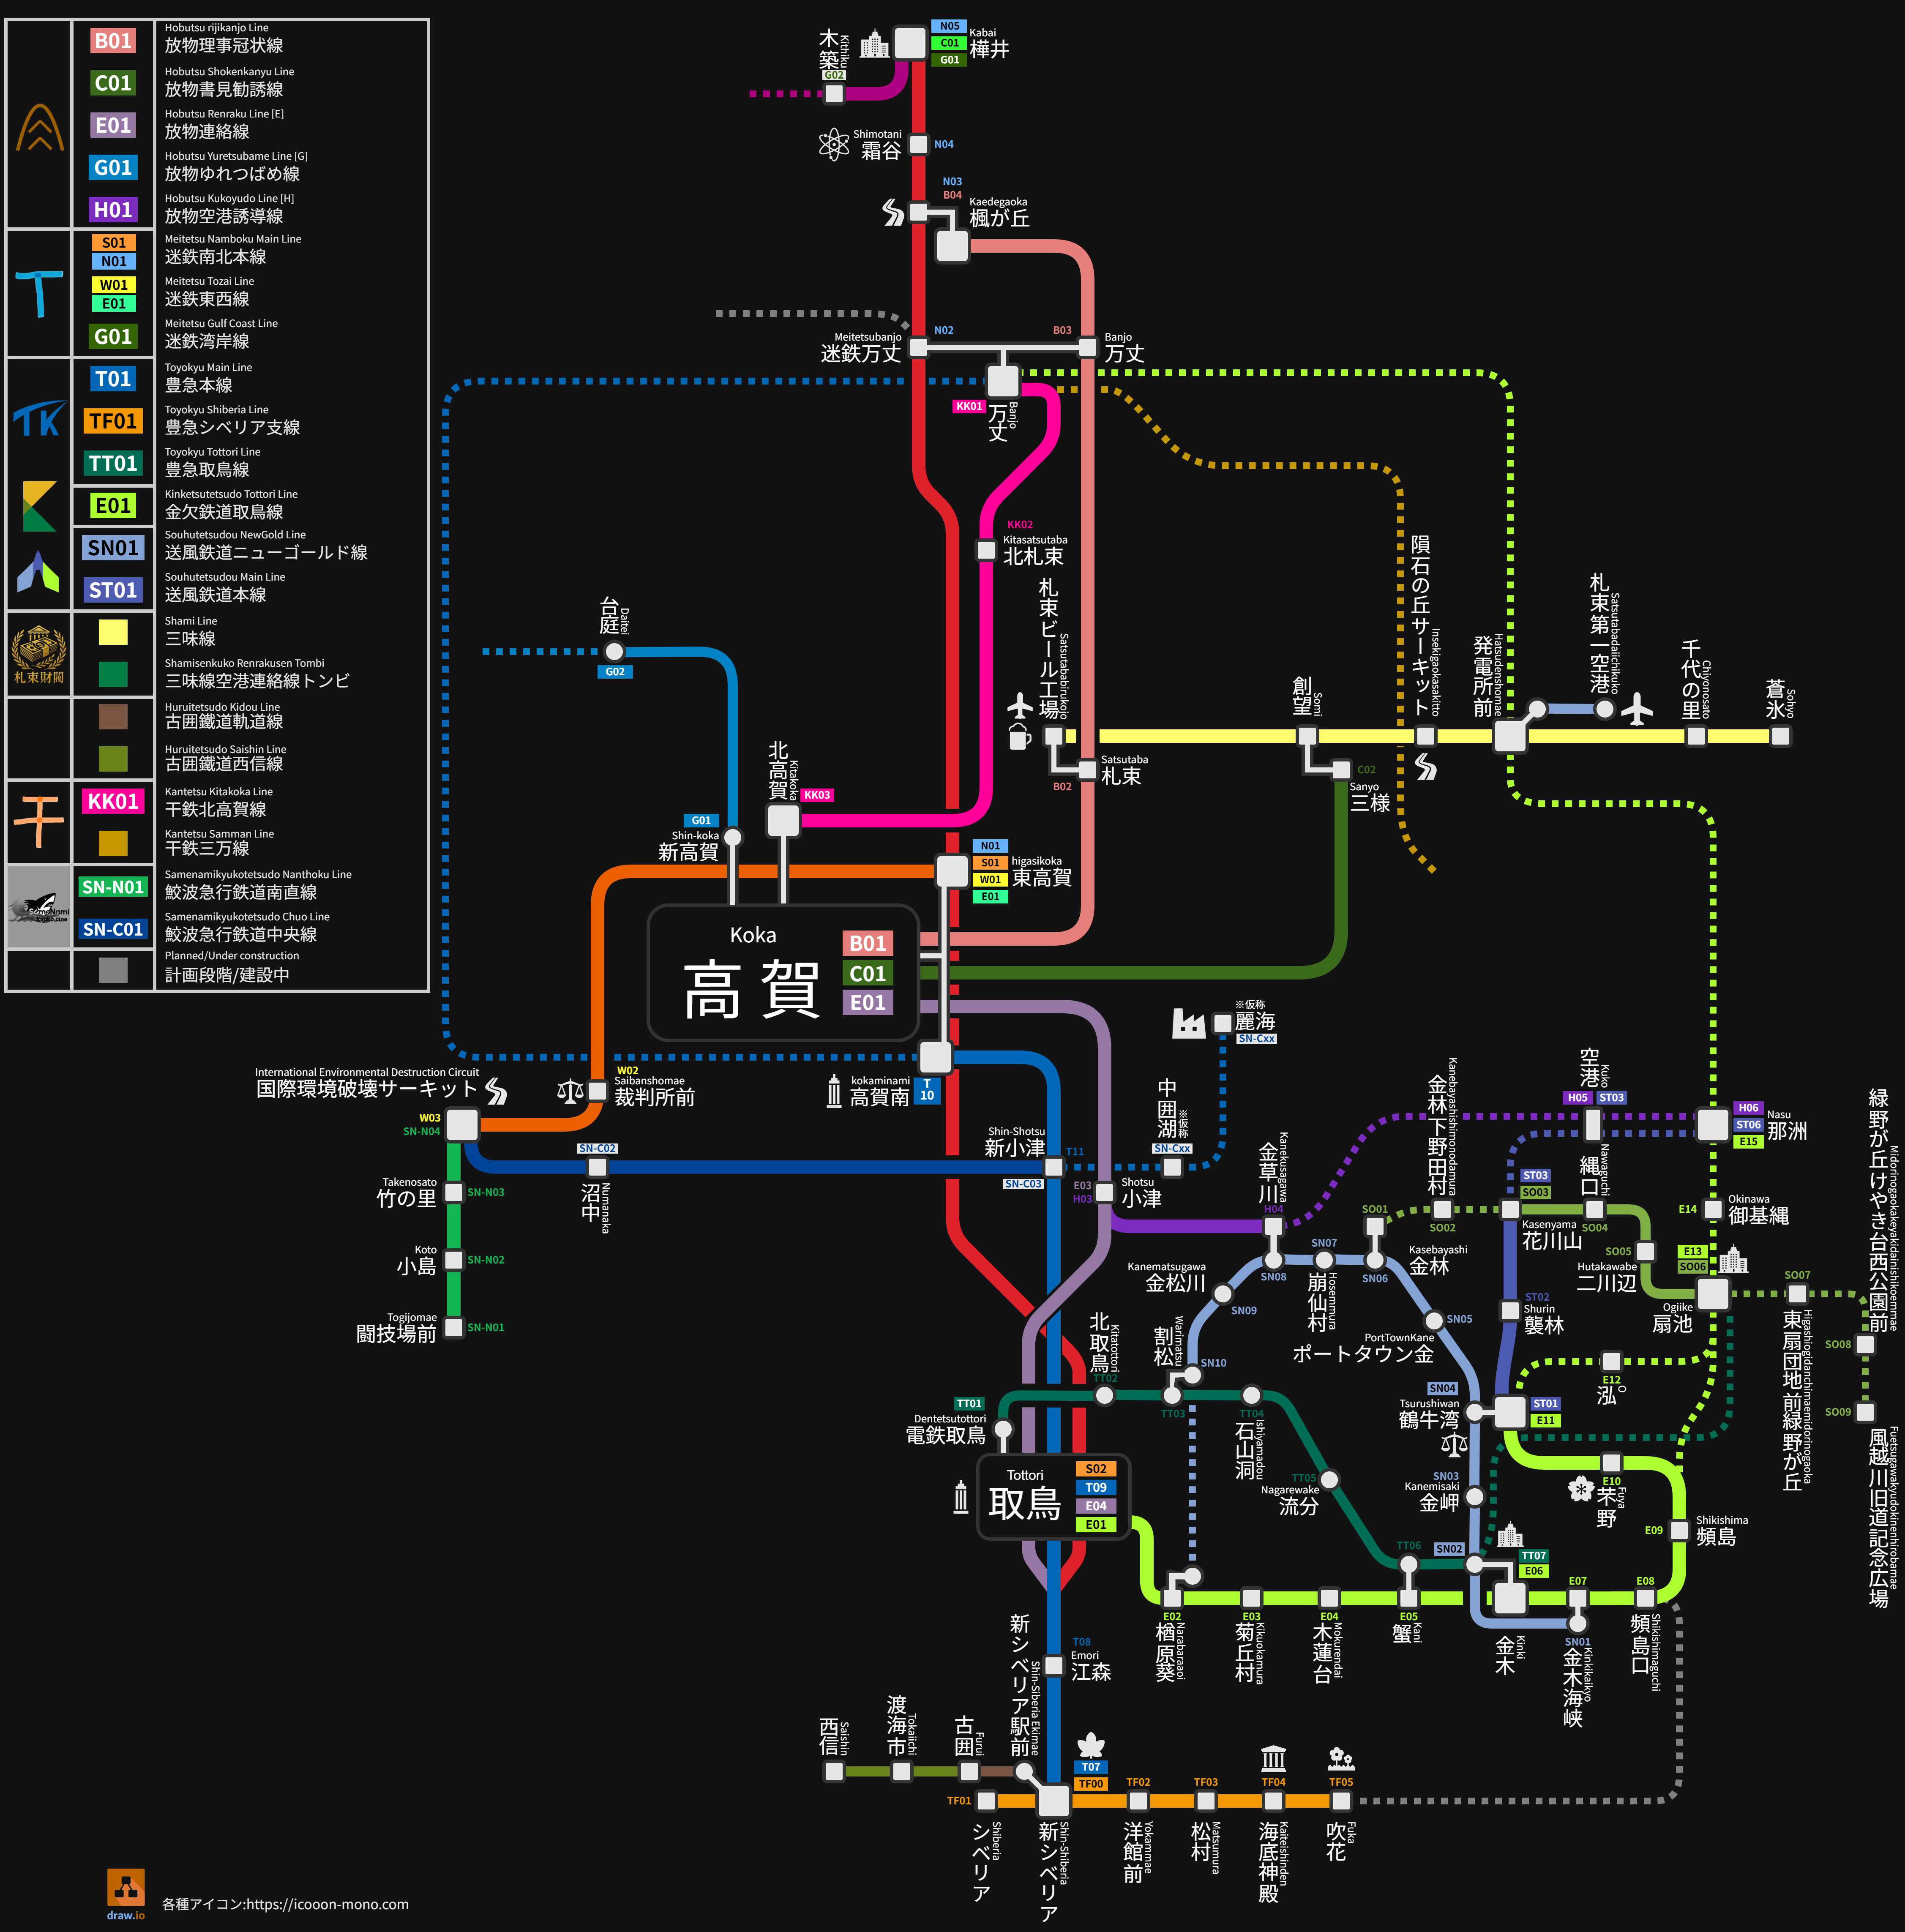 B01
Hobutsu rijikanjo Line
放物理事冠状線
C01
Hobutsu Shokenkanyu Line
放物書見勧誘線
E01
Hobutsu Renraku Line [E]
放物連絡線
G01
Hobutsu Yuretsubame Line [G]
放物ゆれつばめ線
H01
Hobutsu Kukoyudo Line [H]
放物空港誘導線
S01
N01
Meitetsu Namboku Main Line
迷鉄南北本線
W01
E01
Meitetsu Tozai Line
迷鉄東西線
G01
Meitetsu Gulf Coast Line
迷鉄湾岸線
TK
T01
Toyokyu Main Line
豊急本線
TF01
Toyokyu Shiberia Line
豊急シベリア支線
TT01
Toyokyu Tottori Line
豊急取鳥線
E01
Kinketsutetsudo Tottori Line
金欠鉄道取鳥線
SN01
Souhutetsudou NewGold Line
送風鉄道ニューゴールド線
ST01
Souhutetsudou Main Line
送風鉄道本線
札束財閥
Shami Line
三味線
Shamisenkuko Renrakusen Tombi
三味線空港連絡線トンビ
Huruitetsudo Kidou Line
古囲鐵道軌道線
Huruitetsudo Saishin Line
古囲鐵道西信線
KK01
Kantetsu Kitakoka Line
干鉄北高賀線
Kantetsu Samman Line
干鉄三万線
SN-N01
Samenamikyukotetsudo Nanthoku Line
鮫波急行鉄道南直線
SN-C01
Samenamikyukotetsudo Chuo Line
鮫波急行鉄道中央線
Planned/Under construction
計画段階/建設中
木築
Kithiku
G02
N05
C01
G01
Kabai
樺井
Shimotani
霜谷
N04
N03
B04
Kaedegaoka
楓が丘
Meitetsubanjo
迷鉄万丈
N02
B03
Banjo
万丈
KK01
万丈
Banjo
KK02
Kitasatsutaba
北札束
台庭
Daitei
G02
北高賀
Kitakoka
KK03
G01
Shin-koka
新高賀
札束ビール工場
Satsutababirukojo
Satsutaba
札束
B02
創望
Somi
C02
Sanyo
三様
隕石の丘サーキット
Insekigaokasakitto
発電所前
Hatsudenshomae
札束第一空港
Satsutabadaiichikuko
千代の里
Chiyonosato
蒼氷
Sohyo
N01
S01
W01
E01
higasikoka
東高賀
Koka
高賀
B01
C01
E01
kokaminami
高賀南
T
10
International Environmental Destruction Circuit
国際環境破壊サーキット
W03
SN-N04
W02
Saibanshomae
裁判所前
SN-C02
沼中
Numanaka
Takenosato
竹の里
SN-N03
Koto
小島
SN-N02
Togijomae
闘技場前
SN-N01
Shin-Shotsu
新小津
T11
SN-C03
※仮称
麗海
SN-Cxx
中囲湖
※仮称
SN-Cxx
E03
H03
Shotsu
小津
金草川
Kanekusagawa
H04
SN08
SN07
崩仙村
Hosemmura
SO01
SN06
Kasebayashi
金林
金林下野田村
Kanebayashishimonodamura
SO02
空港
Kuko
H05
ST03
縄口
Nawaguchi
SO04
ST03
SO03
Kasenyama
花川山
H06
ST06
E15
Nasu
那洲
E14
Okinawa
御基縄
SO05
Hutakawabe
二川辺
E13
SO06
Ogiike
扇池
SO07
東扇団地前緑野が丘
Higashiogidanchimaemidorinogaoka
緑野が丘けやき台西公園前
Midorinogaokakeyakidainishikoemmae
SO08
SO09
風越川旧道記念広場
Fuetsugawakyudokinenhirobamae
Kanematsugawa
金松川
SN09
割松
Warimatsu
SN10
PortTownKane
ポートタウン金
SN05
ST02
Shurin
襲林
E12
泓°
SN04
Tsurushiwan
鶴牛湾
ST01
E11
北取鳥
Kitatottori
TT02
TT01
Dentetsutottori
電鉄取鳥
TT03
TT04
石山洞
Ishiyamadou
TT05
Nagarewake
流分
SN03
Kanemisaki
金岬
E10
芣野
Fuya
E09
Shikishima
頻島
Tottori
取鳥
S02
T09
E04
E01
TT06
SN02
TT07
E06
E02
楢原葵
Narabaraaoi
E03
菊丘村
Kikuokamura
E04
木蓮台
Mokurendai
E05
蟹
Kani
金木
Kinki
E07
SN01
金木海峡
Kinkikaikyo
E08
頻島口
Shikishimaguchi
T08
Emori
江森
新シベリア駅前
Shin-Siberia Ekimae
西信
Saishin
渡海市
Tokaiichi
古囲
Furui
T07
TF00
TF01
シベリア
Shiberia
新シベリア
Shin-Shiberia
TF02
洋館前
Yokammae
TF03
松村
Matsumura
TF04
海底神殿
Kaiteishinden
TF05
吹花
Fuka
draw.io
各種アイコン:https://icooon-mono.com